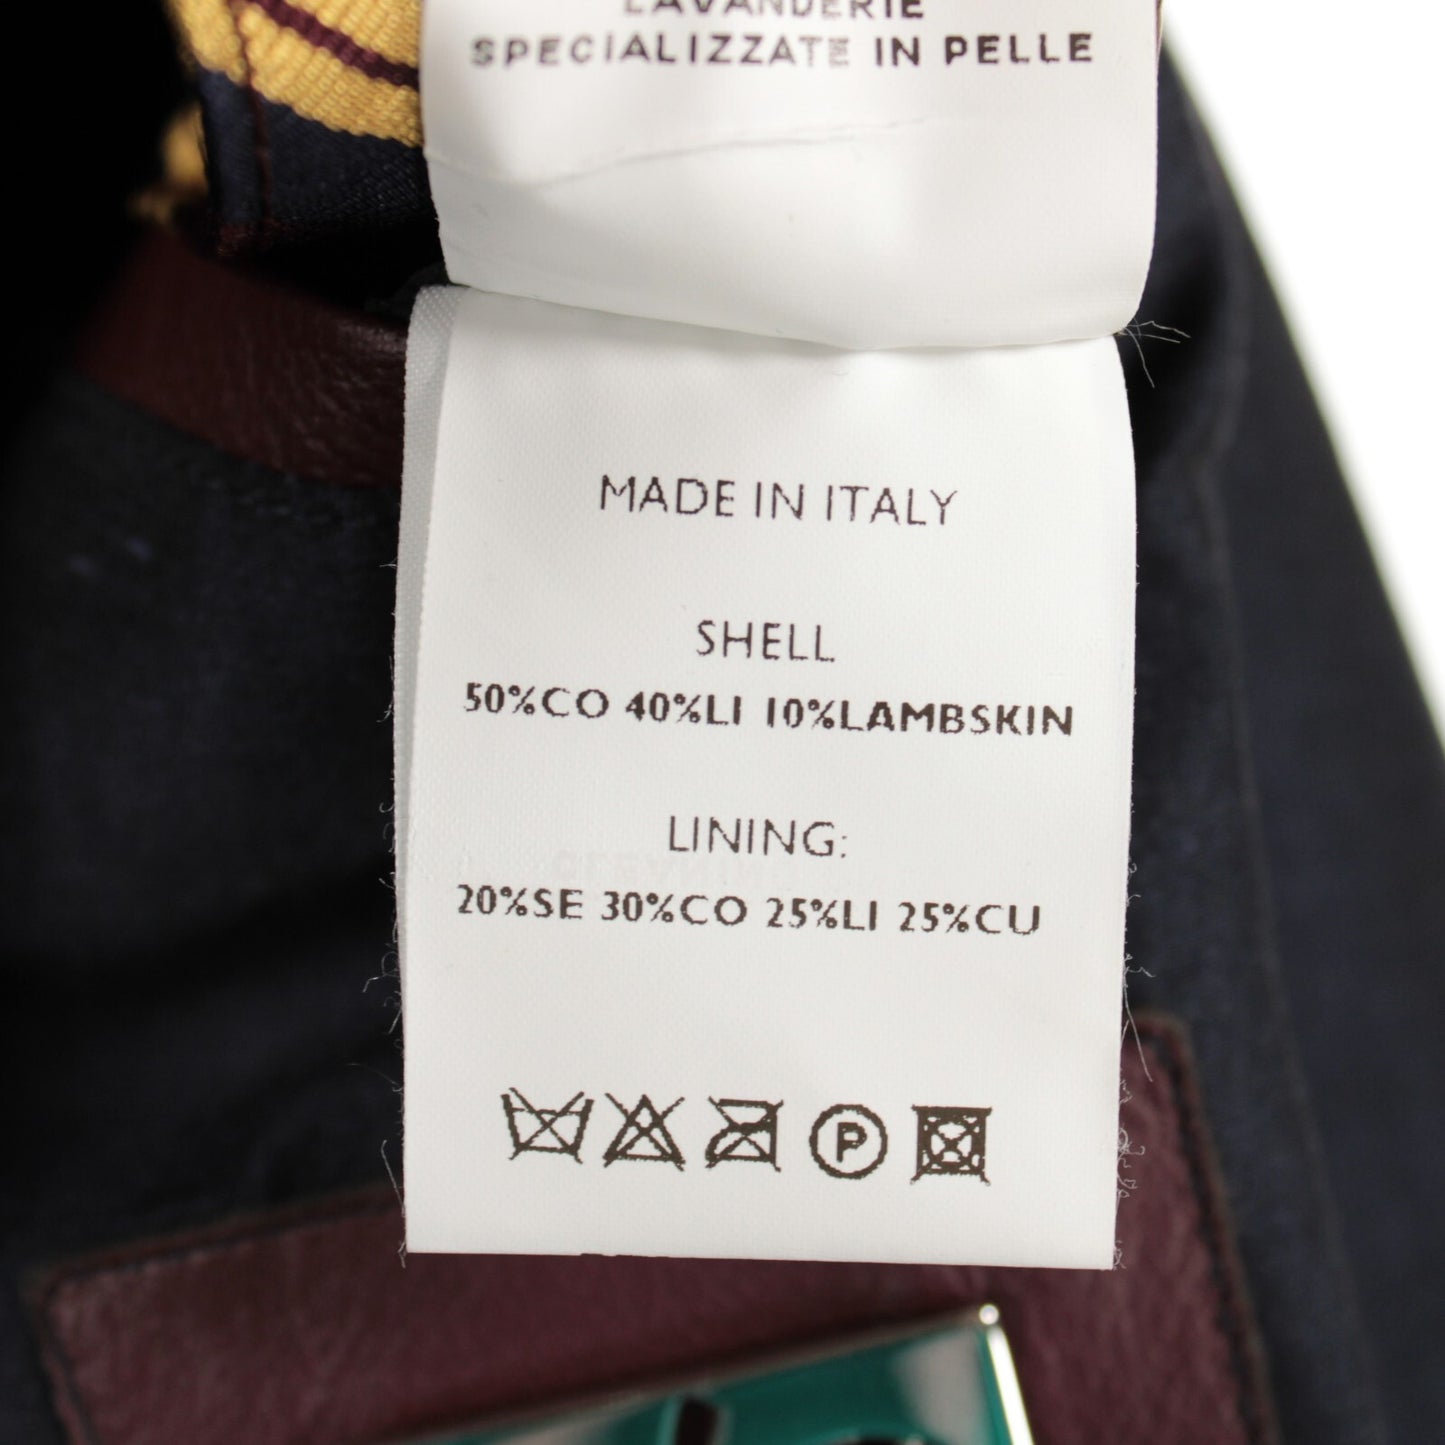 LAVANDERIE
SPECIALIZZATE IN PELLE
MADE IN ITALY
SHELL
50%CO 40%LI 10%LAMBSKIN
LINING:
20%SE 30%CO 25%LI 25%CU
P